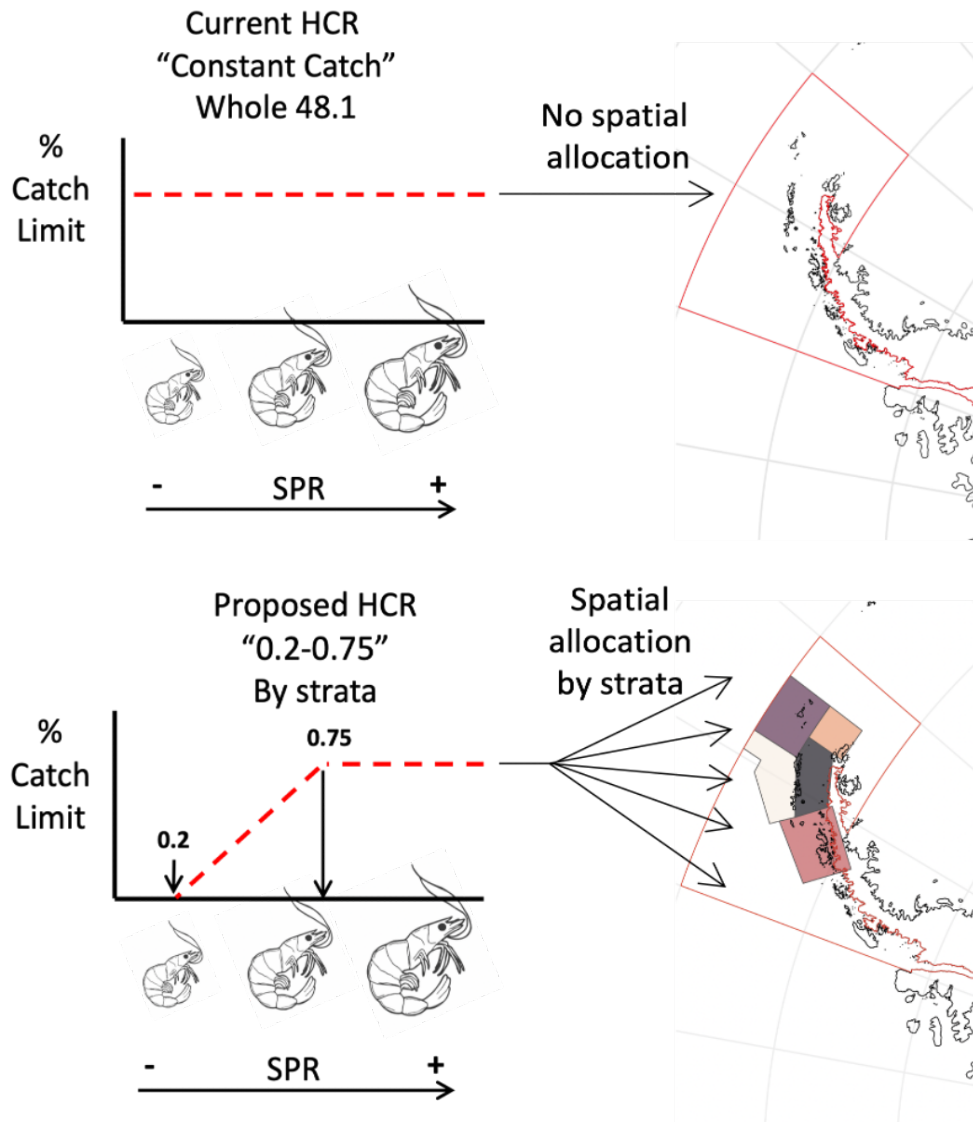 Current HCR
“Constant Catch”
Whole 48.1
%
Catch
Limit
No spatial
allocation
- SPR +
Proposed HCR
“0.2-0.75”
By strata
%
Catch
Limit
0.2
0.75
Spatial
allocation
by strata
- SPR +